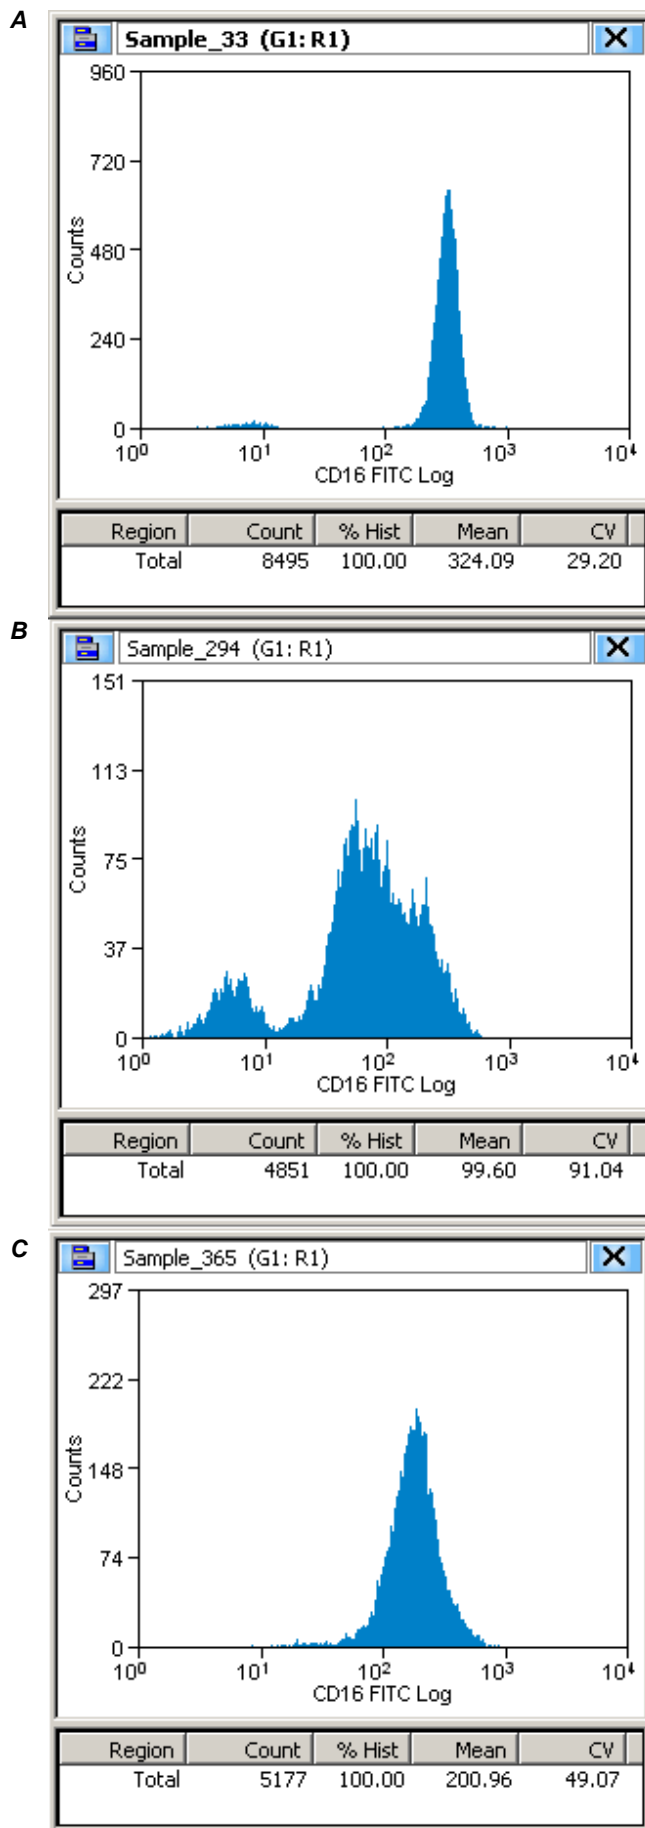 A
Sample_33 (G1: R1)
960
720
480
240
0
Counts
10⁰ 10¹ 10² 10³ 10⁴
CD16 FITC Log
Region Count % Hist Mean CV
Total 8495 100.00 324.09 29.20
B
Sample_294 (G1: R1)
151
113
75
37
0
Counts
10⁰ 10¹ 10² 10³ 10⁴
CD16 FITC Log
Region Count % Hist Mean CV
Total 4851 100.00 99.60 91.04
C
Sample_365 (G1: R1)
297
222
148
74
0
Counts
10⁰ 10¹ 10² 10³ 10⁴
CD16 FITC Log
Region Count % Hist Mean CV
Total 5177 100.00 200.96 49.07